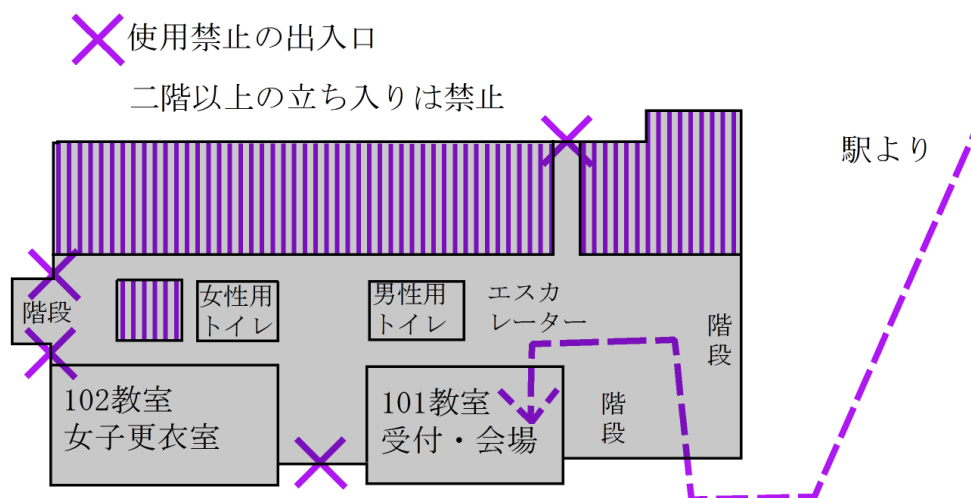 使用禁止の出入口
二階以上の立ち入りは禁止
駅より
階段
女性用
トイレ
男性用
トイレ
エスカ
レーター
階段
102教室
女子更衣室
101教室
受付・会場
階段